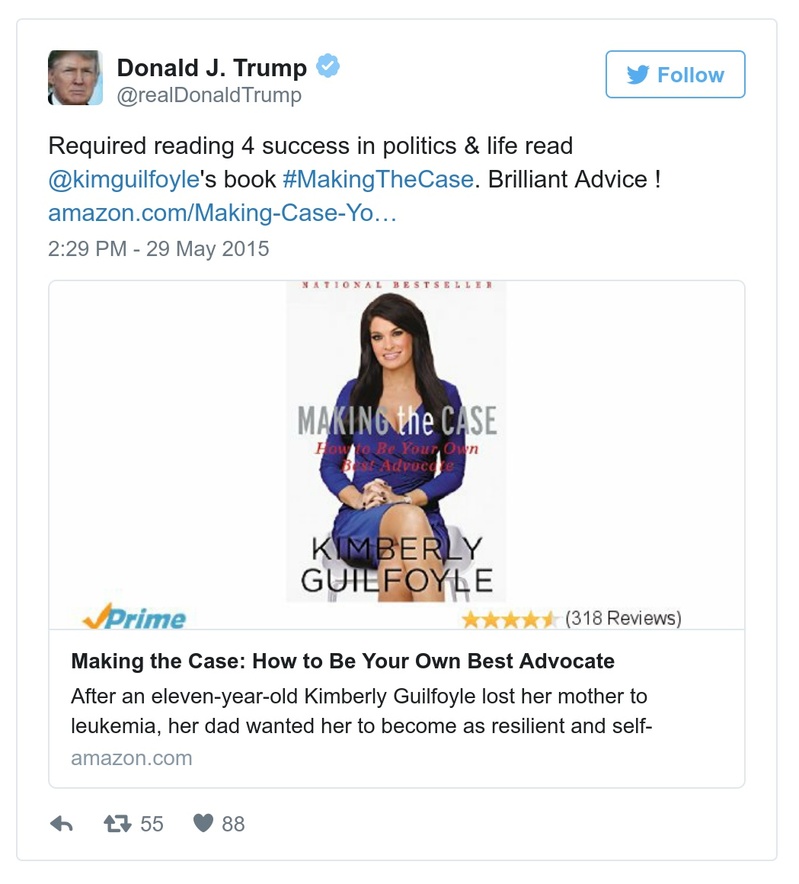 Donald J. Trump
@realDonaldTrump
Follow
Required reading 4 success in politics & life read
@kimguilfoyle's book #MakingTheCase. Brilliant Advice !
amazon.com/Making-Case-Yo…
2:29 PM - 29 May 2015
NATIONAL BESTSELLER
MAKING the CASE
How to Be Your Own
Best Advocate
KIMBERLY
GUILFOYLE
Prime
(318 Reviews)
Making the Case: How to Be Your Own Best Advocate
After an eleven-year-old Kimberly Guilfoyle lost her mother to
leukemia, her dad wanted her to become as resilient and self-
amazon.com
55
88